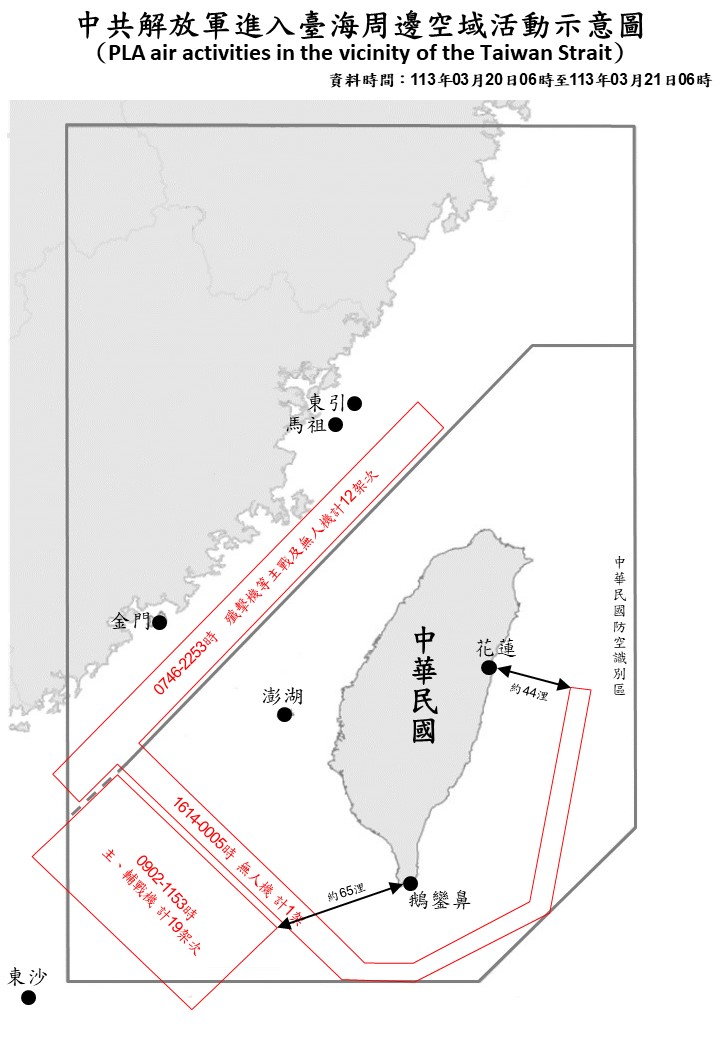 中共解放軍進入臺海周邊空域活動示意圖
（PLA air activities in the vicinity of the Taiwan Strait）
資料時間：113年03月20日06時至113年03月21日06時
東引
馬祖
0746-2253時 殲擊機等主戰及無人機計12架次
中華民國防空識別區
金門
中華民國
花蓮
約44浬
澎湖
1614-0005時 無人機 計1架
0902-1153時
主、輔戰機 計19架次
約65浬
鵝鑾鼻
東沙